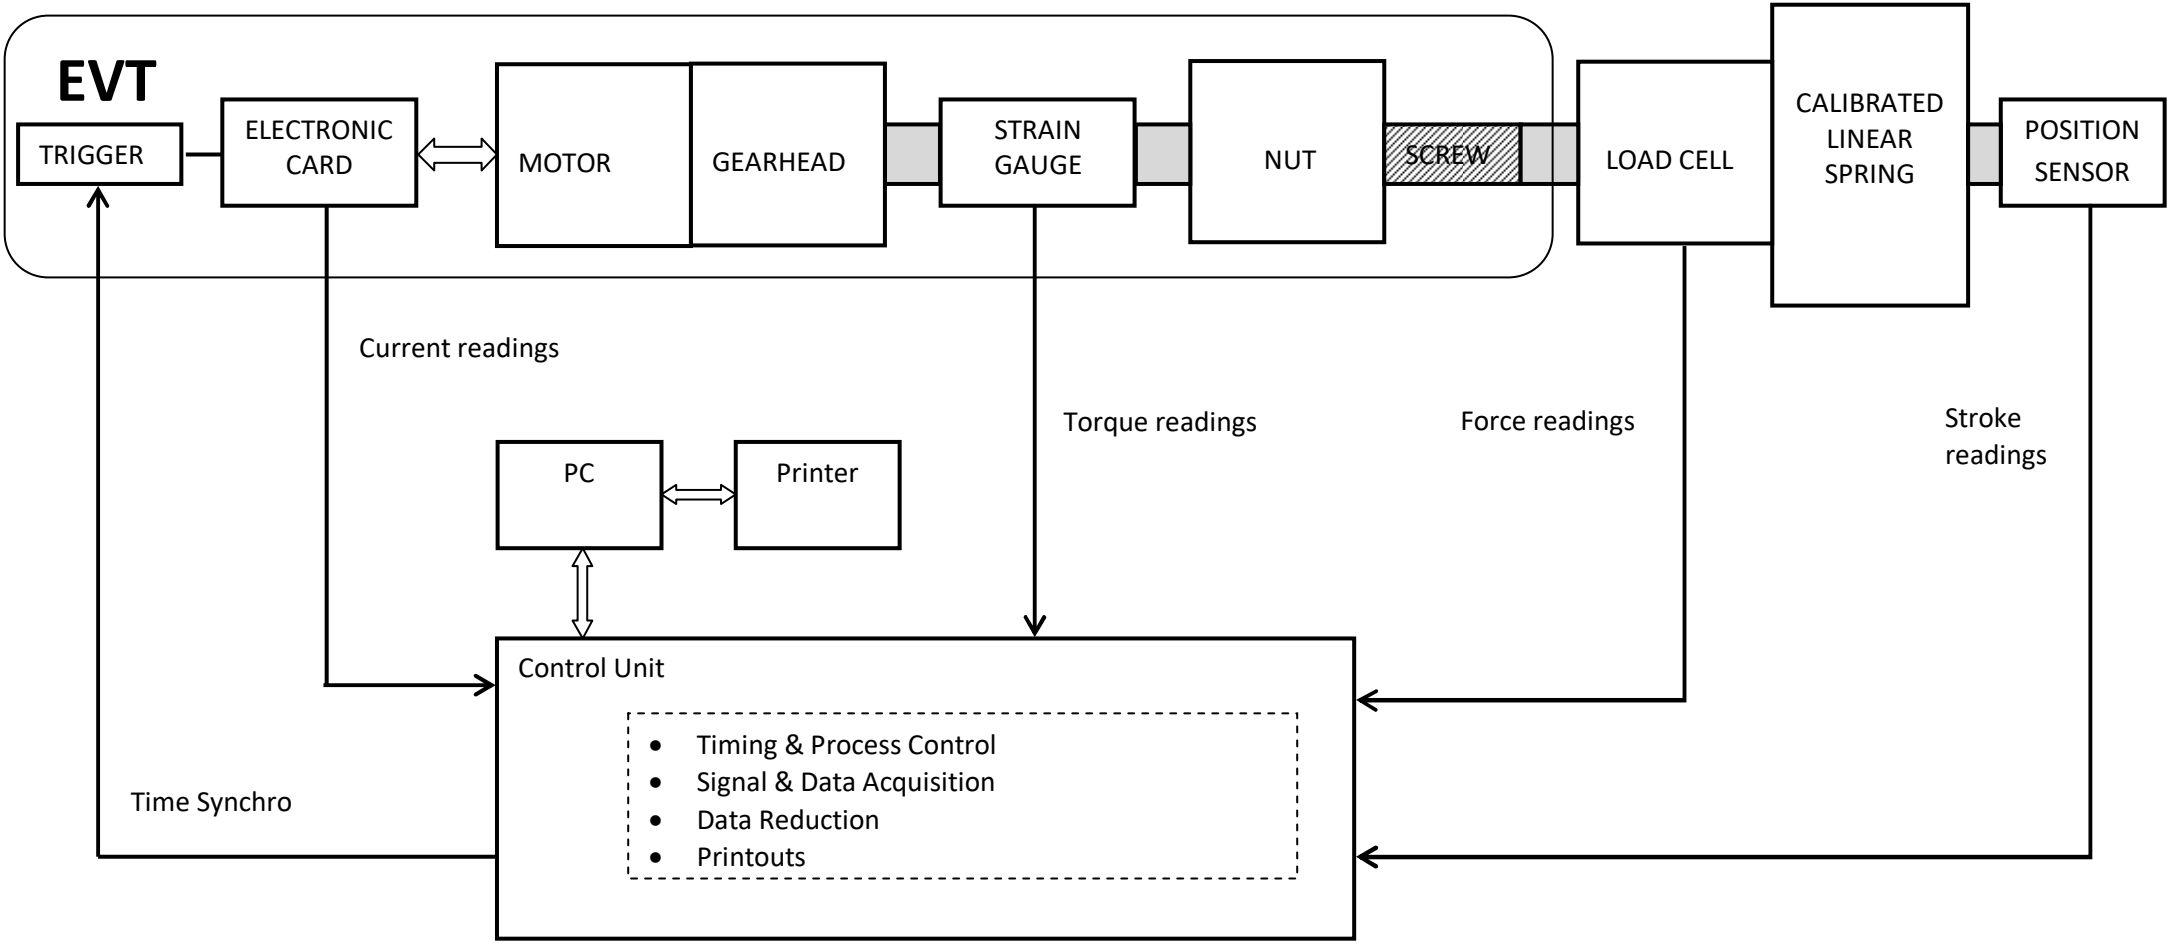 EVT
TRIGGER
ELECTRONIC
CARD
MOTOR
GEARHEAD
STRAIN
GAUGE
NUT
SCREW
LOAD CELL
CALIBRATED
LINEAR
SPRING
POSITION
SENSOR
Current readings
Torque readings
Force readings
Stroke
readings
PC
Printer
Control Unit
• Timing & Process Control
• Signal & Data Acquisition
• Data Reduction
• Printouts
Time Synchro